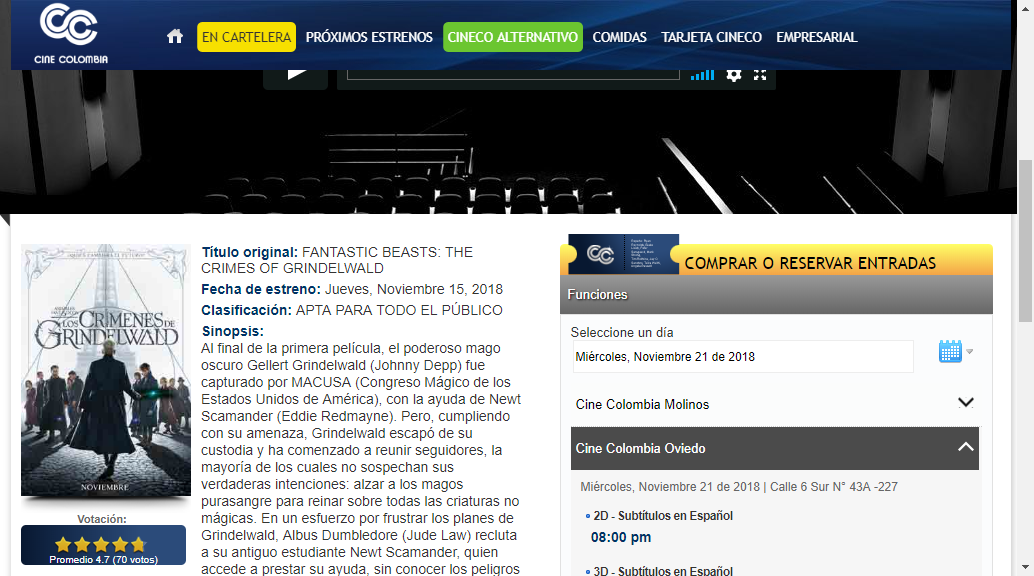 CINE COLOMBIA
EN CARTELERA
PRÓXIMOS ESTRENOS
CINECO ALTERNATIVO
COMIDAS
TARJETA CINECO
EMPRESARIAL
LOS CRÍMENES DE
GRINDELWALD
NOVIEMBRE
Votación:
Promedio 4.7 (70 votos)
Título original: FANTASTIC BEASTS: THE
CRIMES OF GRINDELWALD
Fecha de estreno: Jueves, Noviembre 15, 2018
Clasificación: APTA PARA TODO EL PÚBLICO
Sinopsis:
Al final de la primera película, el poderoso mago
oscuro Gellert Grindelwald (Johnny Depp) fue
capturado por MACUSA (Congreso Mágico de los
Estados Unidos de América), con la ayuda de Newt
Scamander (Eddie Redmayne). Pero, cumpliendo
con su amenaza, Grindelwald escapó de su
custodia y ha comenzado a reunir seguidores, la
mayoría de los cuales no sospechan sus
verdaderas intenciones: alzar a los magos
purasangre para reinar sobre todas las criaturas no
mágicas. En un esfuerzo por frustrar los planes de
Grindelwald, Albus Dumbledore (Jude Law) recluta
a su antiguo estudiante Newt Scamander, quien
accede a prestar su ayuda, sin conocer los peligros
COMPRAR O RESERVAR ENTRADAS
Funciones
Seleccione un día
Miércoles, Noviembre 21 de 2018
Cine Colombia Molinos
Cine Colombia Oviedo
Miércoles, Noviembre 21 de 2018 | Calle 6 Sur N° 43A -227
2D - Subtítulos en Español
08:00 pm
3D - Subtítulos en Español